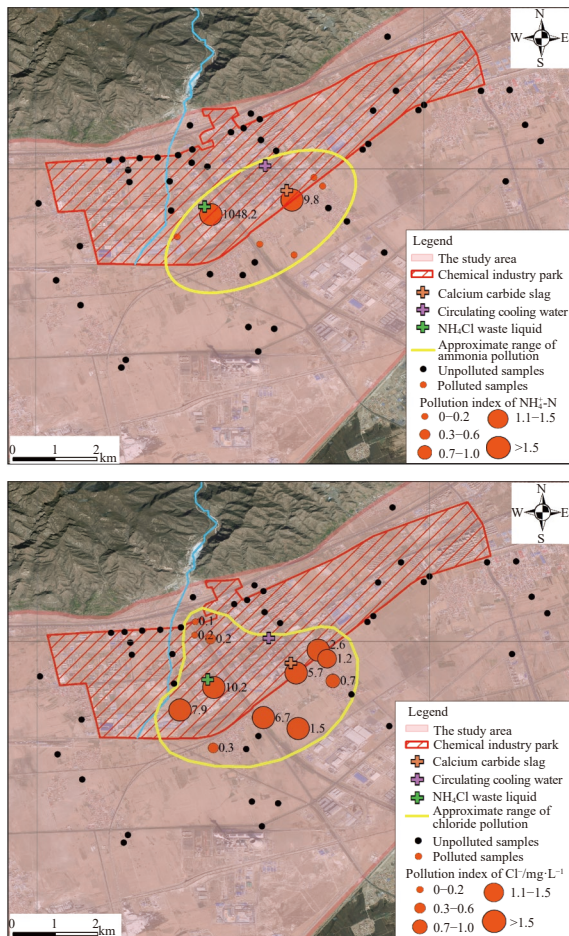 N
W
E
S
1048.2
9.8
Legend
The study area
Chemical industry park
Calcium carbide slag
Circulating cooling water
NH₄Cl waste liquid
Approximate range of
ammonia pollution
Unpolluted samples
Polluted samples
Pollution index of NH₄⁺-N
0−0.2
1.1−1.5
0.3−0.6
0.7−1.0
>1.5
0 1 2
km
N
W
E
S
0.1
0.2
0.2
2.6
1.2
5.7
0.7
10.2
7.9
6.7
1.5
0.3
Legend
The study area
Chemical industry park
Calcium carbide slag
Circulating cooling water
NH₄Cl waste liquid
Approximate range of
chloride pollution
Unpolluted samples
Polluted samples
Pollution index of Cl⁻/mg·L⁻¹
0−0.2
1.1−1.5
0.3−0.6
0.7−1.0
>1.5
0 1 2
km